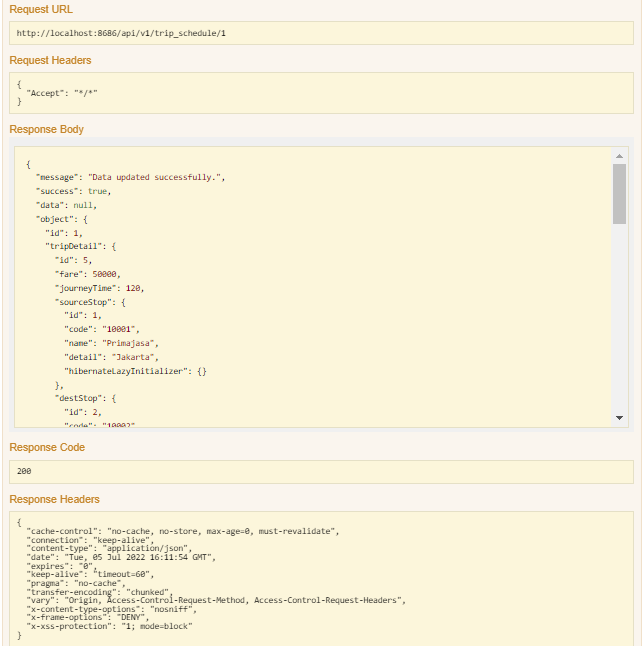 Request URL
http://localhost:8686/api/v1/trip_schedule/1
Request Headers
{
  "Accept": "*/*"
}
Response Body
{
  "message": "Data updated successfully.",
  "success": true,
  "data": null,
  "object": {
    "id": 1,
    "tripDetail": {
      "id": 5,
      "fare": 50000,
      "journeyTime": 120,
      "sourceStop": {
        "id": 1,
        "code": "10001",
        "name": "Primajasa",
        "detail": "Jakarta",
        "hibernateLazyInitializer": {}
      },
      "destStop": {
        "id": 2,
        "code": "10002"
Response Code
200
Response Headers
{
  "cache-control": "no-cache, no-store, max-age=0, must-revalidate",
  "connection": "keep-alive",
  "content-type": "application/json",
  "date": "Tue, 05 Jul 2022 16:11:54 GMT",
  "expires": "0",
  "keep-alive": "timeout=60",
  "pragma": "no-cache",
  "transfer-encoding": "chunked",
  "vary": "Origin, Access-Control-Request-Method, Access-Control-Request-Headers",
  "x-content-type-options": "nosniff",
  "x-frame-options": "DENY",
  "x-xss-protection": "1; mode=block"
}